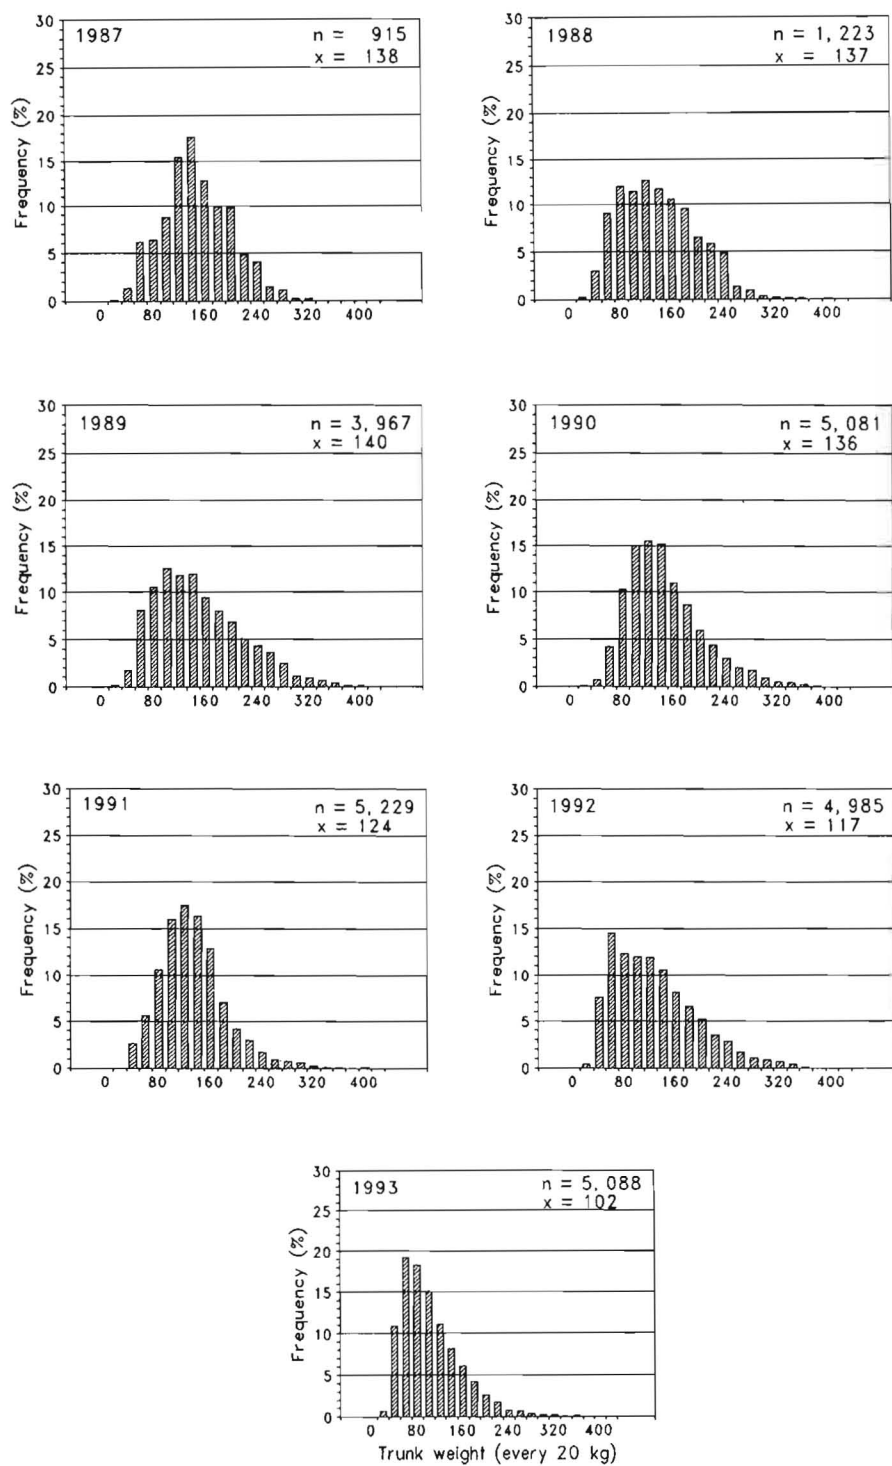 1987 n = 915
x = 138
30
25
20
15
10
5
0
Frequency (%)
0 80 160 240 320 400
1988 n = 1,223
x = 137
30
25
20
15
10
5
0
Frequency (%)
0 80 160 240 320 400
1989 n = 3,967
x = 140
30
25
20
15
10
5
0
Frequency (%)
0 80 160 240 320 400
1990 n = 5,081
x = 136
30
25
20
15
10
5
0
Frequency (%)
0 80 160 240 320 400
1991 n = 5,229
x = 124
30
25
20
15
10
5
0
Frequency (%)
0 80 160 240 320 400
1992 n = 4,985
x = 117
30
25
20
15
10
5
0
Frequency (%)
0 80 160 240 320 400
1993 n = 5,088
x = 102
30
25
20
15
10
5
0
Frequency (%)
0 80 160 240 320 400
Trunk weight (every 20 kg)